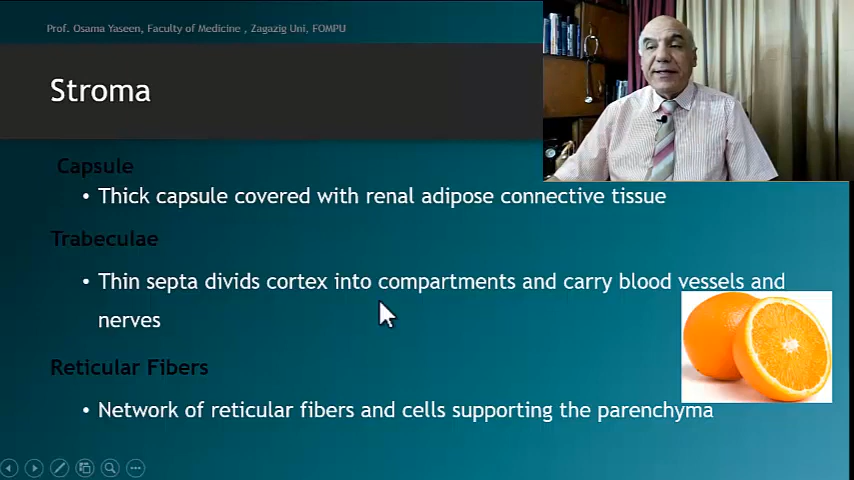 Prof. Osama Yaseen, Faculty of Medicine , Zagazig Uni, FOMPU
Stroma
Capsule
• Thick capsule covered with renal adipose connective tissue
Trabeculae
• Thin septa divids cortex into compartments and carry blood vessels and
nerves
Reticular Fibers
• Network of reticular fibers and cells supporting the parenchyma